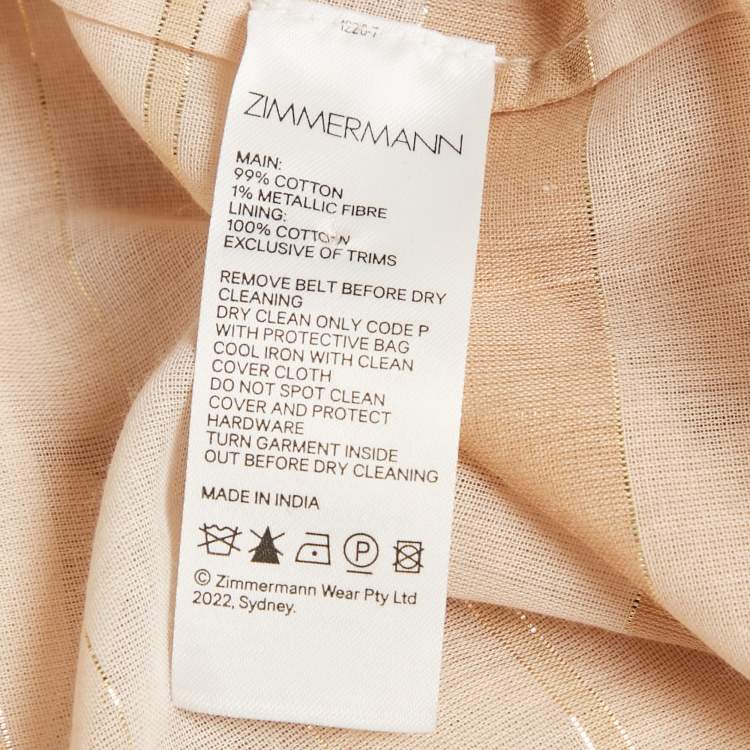 ZIMMERMANN
MAIN:
99% COTTON
1% METALLIC FIBRE
LINING:
100% COTTON
EXCLUSIVE OF TRIMS
REMOVE BELT BEFORE DRY
CLEANING
DRY CLEAN ONLY CODE P
WITH PROTECTIVE BAG
COOL IRON WITH CLEAN
COVER CLOTH
DO NOT SPOT CLEAN
COVER AND PROTECT
HARDWARE
TURN GARMENT INSIDE
OUT BEFORE DRY CLEANING
MADE IN INDIA
P
© Zimmermann Wear Pty Ltd
2022, Sydney.